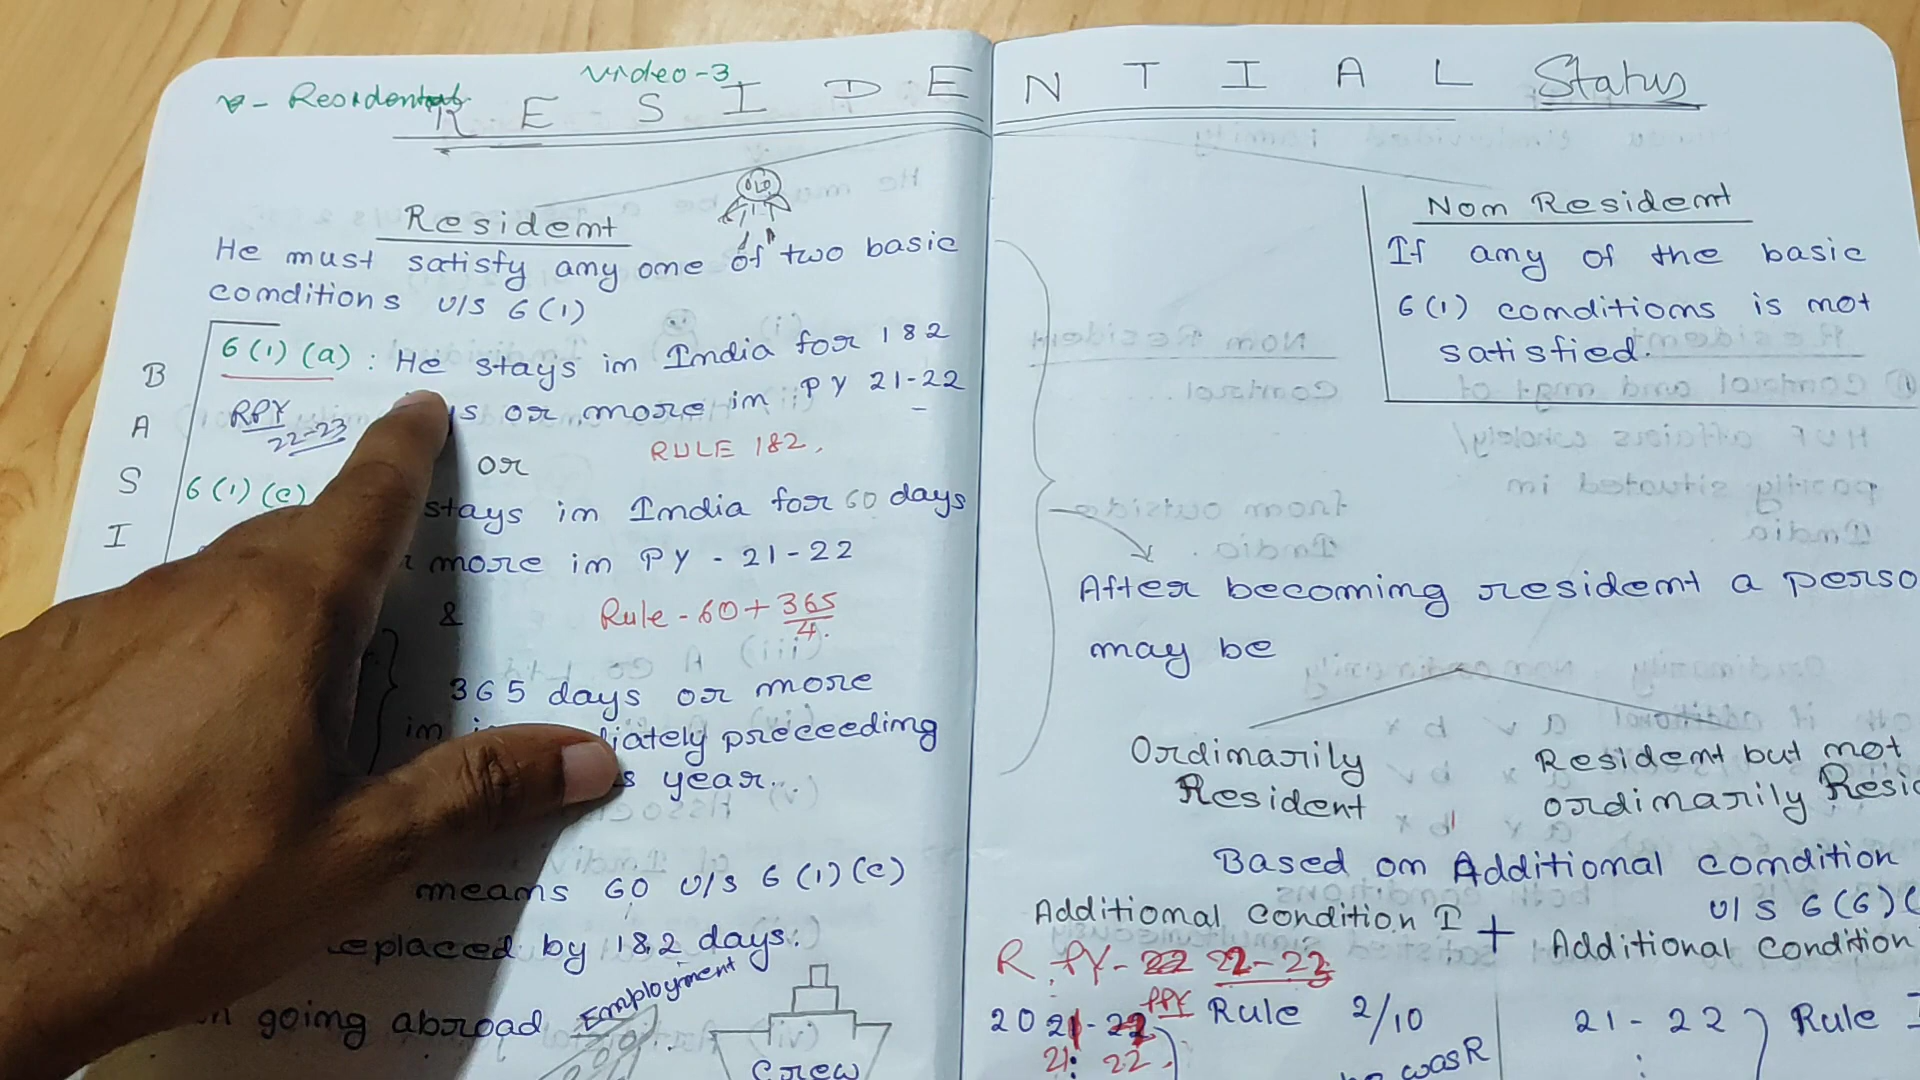 Video-3
RESIDENTIAL Status
Resident
He must satisfy any one of two basic
conditions U/S 6(1)
BASI
6(1)(a): He stays in India for 182
or more in PY 21-22
RPY
22-23
RULE 182.
or
6(1)(c)
stays in India for 60 days
more in PY - 21-22
&
Rule - 60 + 365/4.
365 days or more
in
preceeding
year.
means 60 U/S 6(1)(c)
eplaced by 182 days.
going abroad
Employment
Crew
Non Resident
If any of the basic
6(1) conditions is not
satisfied.
After becoming resident a perso
may be
Ordinarily
Resident
Resident but not
ordinarily Resi
Based on Additional condition
U/S 6(6)(
Additional Condition I + Additional Condition
R PY- 22 22-23
2021-22
PPY
Rule 2/10
21 22
was R
21-22
Rule